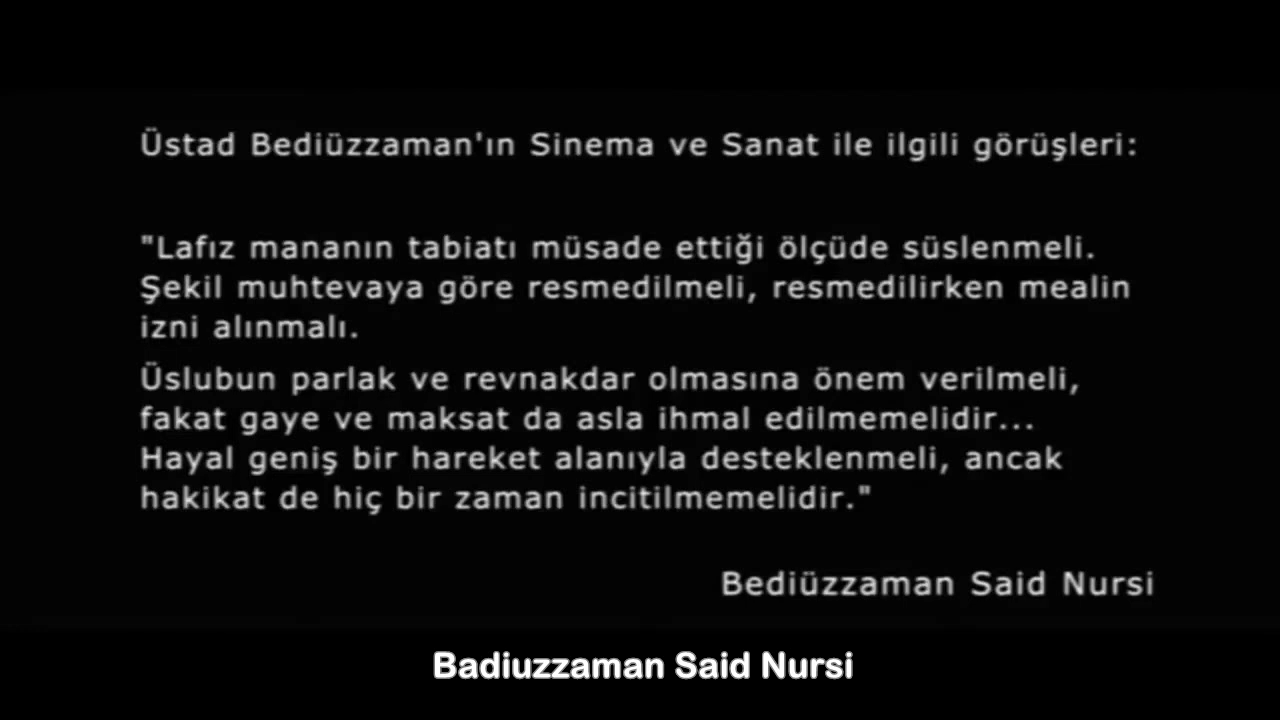 Üstad Bediüzzaman'ın Sinema ve Sanat ile ilgili görüşleri:
"Lafız mananın tabiatı müsade ettiği ölçüde süslenmeli.
Şekil muhtevaya göre resmedilmeli, resmedilirken mealin
izni alınmalı.
Üslubun parlak ve revnakdar olmasına önem verilmeli,
fakat gaye ve maksat da asla ihmal edilmemelidir...
Hayal geniş bir hareket alanıyla desteklenmeli, ancak
hakikat de hiç bir zaman incitilmemelidir."
Bediüzzaman Said Nursi
Badiuzzaman Said Nursi